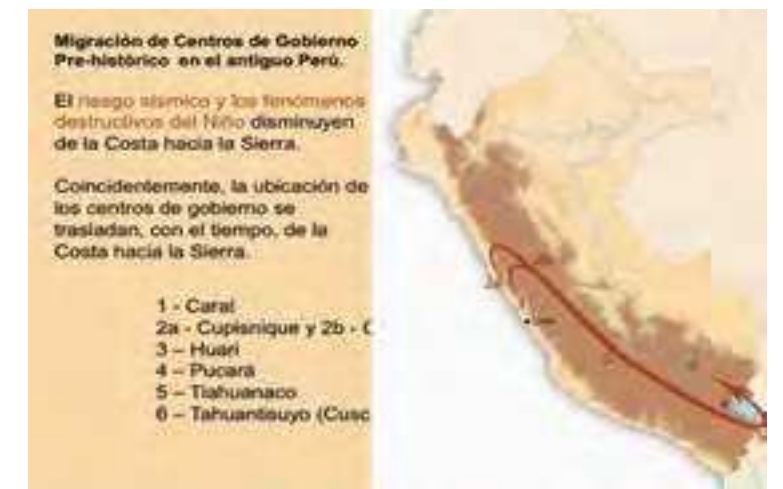 Migración de Centros de Gobierno
Pre-histórico en el antiguo Perú.
El riesgo sísmico y los fenómenos
destructivos del Niño disminuyen
de la Costa hacia la Sierra.
Coincidentemente, la ubicación de
los centros de gobierno se
trasladan, con el tiempo, de la
Costa hacia la Sierra.
1 - Caral
2a - Cupisnique y 2b - C
3 – Huari
4 – Pucará
5 – Tiahuanaco
6 – Tahuantisuyo (Cusc